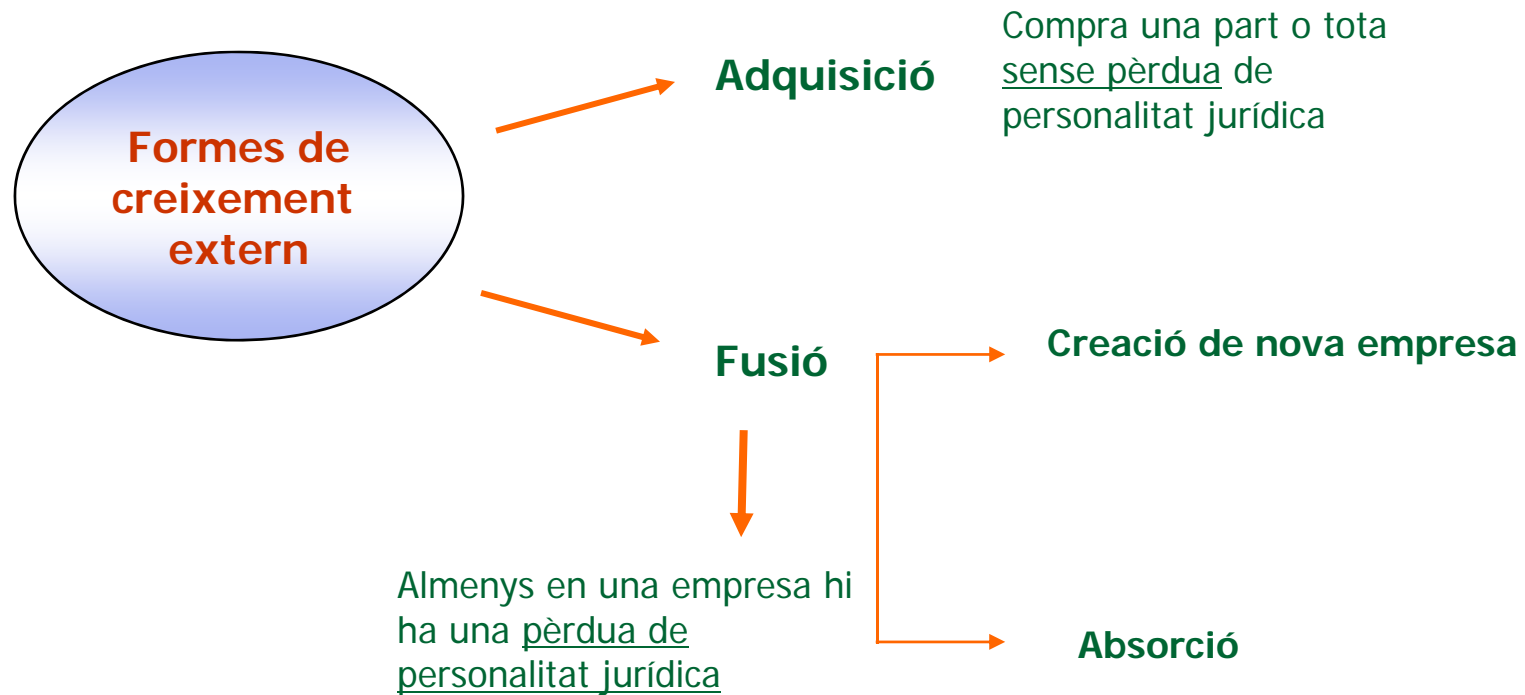 Formes de
creixement
extern
Adquisició
Compra una part o tota
sense pèrdua de
personalitat jurídica
Fusió
Creació de nova empresa
Almenys en una empresa hi
ha una pèrdua de
personalitat jurídica
Absorció